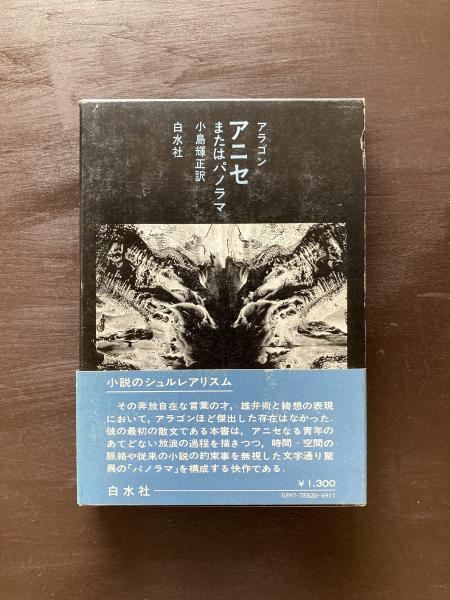 アラゴン
アニセ
またはパノラマ
小島輝正訳
白水社
小説のシュルレアリスム
その奔放自在な言葉の才，雄弁術と綺想の表現
において，アラゴンほど傑出した存在はなかった．
彼の最初の散文である本書は，アニセなる青年の
あてどない放浪の過程を描きつつ，時間‐空間の
脈絡や従来の小説の約束事を無視した文字通り驚
異の「パノラマ」を構成する快作である．
白水社
￥1.300
0397-75520-6911